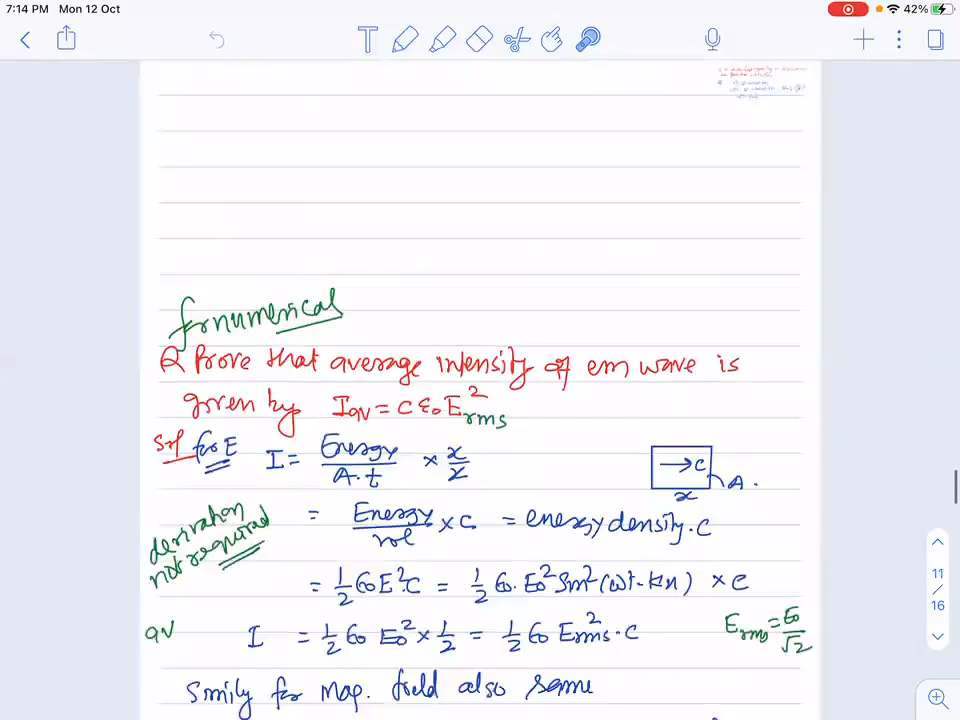 7:14 PM Mon 12 Oct
42%
for numerical
Q Prove that average intensity of em wave is
given by Iav = c ε₀ E²rms
Sol for E I = Energy/A.t × x/x
→ C
A.
x
= Energy/vol × C = energy density . C
derivation
not required
= 1/2 ε₀ E² C = 1/2 ε₀ . E₀² Sin² (ωt - kx) × C
av I = 1/2 ε₀ E₀² × 1/2 = 1/2 ε₀ E²rms . C
Erms = E₀/√2
Smily for Mag. field also same
11
/
16